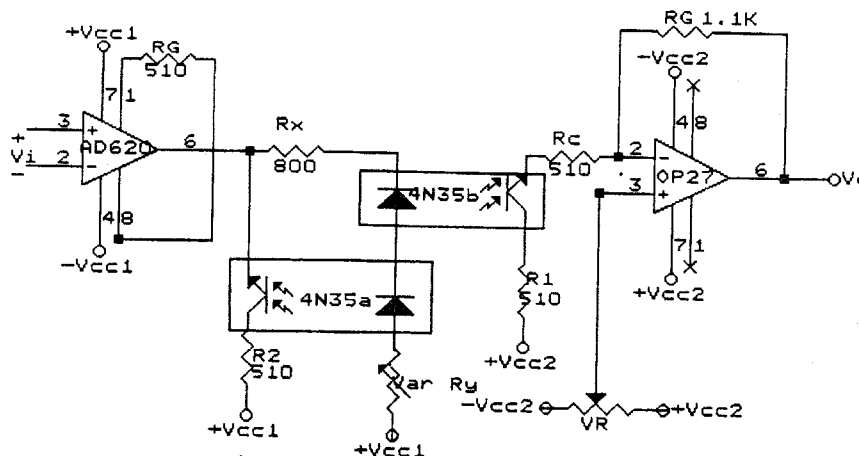 +Vcc1
RG
510
7 1
3
+
AD620
6
Vi
2
-
-
4 8
-Vcc1
Rx
800
4N35b
4N35a
R2
510
+Vcc1
Var Ry
+Vcc1
Rc
510
R1
510
+Vcc2
RG 1.1K
-Vcc2
4 8
2
-
OP27
6
3
+
7 1
+Vcc2
-Vcc2
VR
+Vcc2